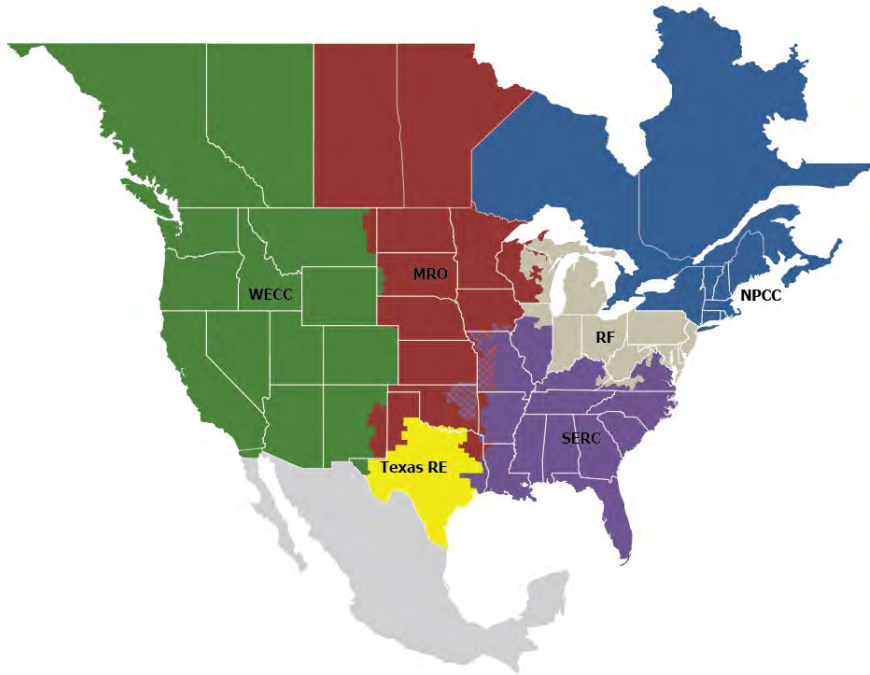 MRO
WECC
NPCC
RF
SERC
Texas RE